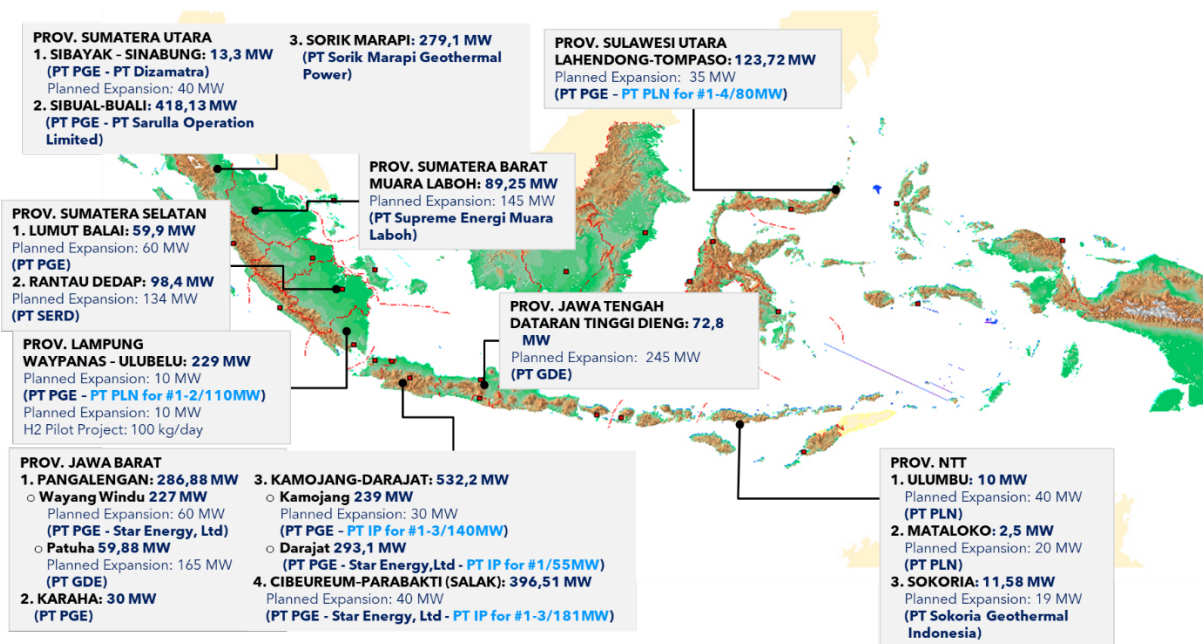 PROV. SUMATERA UTARA
1. SIBAYAK – SINABUNG: 13,3 MW
(PT PGE - PT Dizamatra)
Planned Expansion: 40 MW
2. SIBUAL-BUALI: 418,13 MW
(PT PGE - PT Sarulla Operation
Limited)
3. SORIK MARAPI: 279,1 MW
(PT Sorik Marapi Geothermal
Power)
PROV. SULAWESI UTARA
LAHENDONG-TOMPASO: 123,72 MW
Planned Expansion: 35 MW
(PT PGE – PT PLN for #1-4/80MW)
PROV. SUMATERA BARAT
MUARA LABOH: 89,25 MW
Planned Expansion: 145 MW
(PT Supreme Energi Muara
Laboh)
PROV. SUMATERA SELATAN
1. LUMUT BALAI: 59,9 MW
Planned Expansion: 60 MW
(PT PGE)
2. RANTAU DEDAP: 98,4 MW
Planned Expansion: 134 MW
(PT SERD)
PROV. JAWA TENGAH
DATARAN TINGGI DIENG: 72,8
MW
Planned Expansion: 245 MW
(PT GDE)
PROV. LAMPUNG
WAYPANAS – ULUBELU: 229 MW
Planned Expansion: 10 MW
(PT PGE – PT PLN for #1-2/110MW)
Planned Expansion: 10 MW
H2 Pilot Project: 100 kg/day
PROV. JAWA BARAT
1. PANGALENGAN: 286,88 MW
○ Wayang Windu 227 MW
Planned Expansion: 60 MW
(PT PGE - Star Energy, Ltd)
○ Patuha 59,88 MW
Planned Expansion: 165 MW
(PT GDE)
2. KARAHA: 30 MW
(PT PGE)
3. KAMOJANG-DARAJAT: 532,2 MW
○ Kamojang 239 MW
Planned Expansion: 30 MW
(PT PGE – PT IP for #1-3/140MW)
○ Darajat 293,1 MW
(PT PGE - Star Energy,Ltd - PT IP for #1/55MW)
4. CIBEUREUM-PARABAKTI (SALAK): 396,51 MW
Planned Expansion: 40 MW
(PT PGE - Star Energy, Ltd - PT IP for #1-3/181MW)
PROV. NTT
1. ULUMBU: 10 MW
Planned Expansion: 40 MW
(PT PLN)
2. MATALOKO: 2,5 MW
Planned Expansion: 20 MW
(PT PLN)
3. SOKORIA: 11,58 MW
Planned Expansion: 19 MW
(PT Sokoria Geothermal
Indonesia)